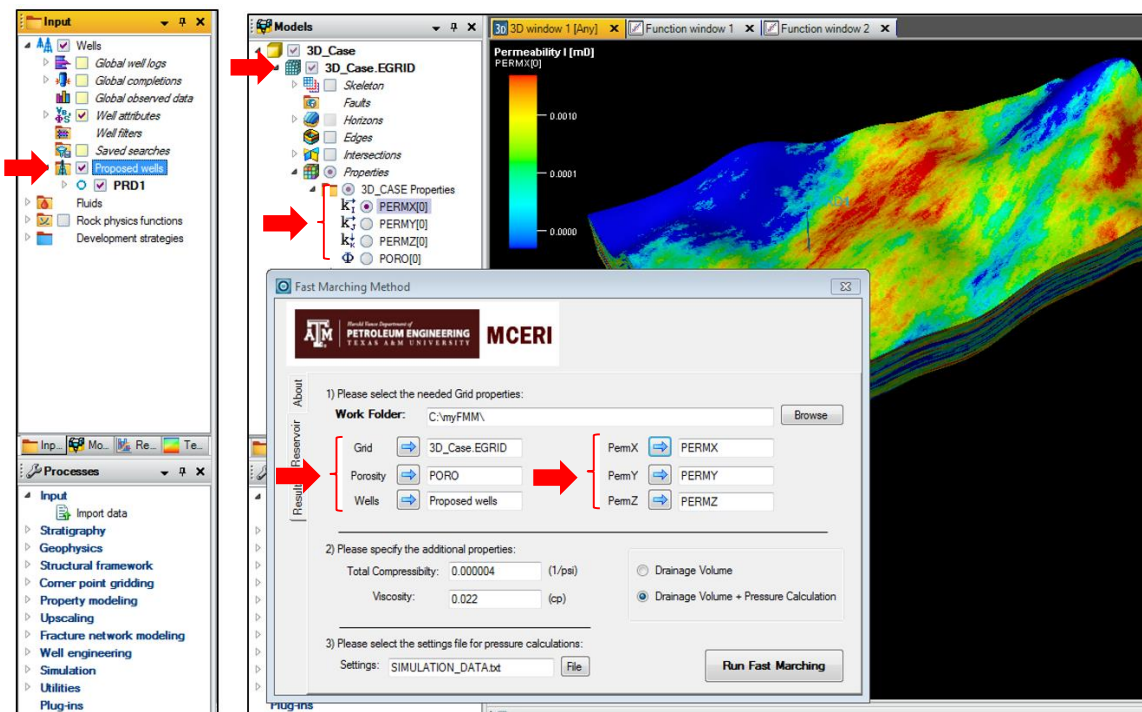 Input
Wells
Global well logs
Global completions
Global observed data
Well attributes
Well filters
Saved searches
Proposed wells
PRD1
Fluids
Rock physics functions
Development strategies
Inp... Mo... Re... Te...
Processes
Input
Import data
Stratigraphy
Geophysics
Structural framework
Corner point gridding
Property modeling
Upscaling
Fracture network modeling
Well engineering
Simulation
Utilities
Plug-ins
Models
3D_Case
3D_Case.EGRID
Skeleton
Faults
Horizons
Edges
Intersections
Properties
3D_CASE Properties
PERMX[0]
PERMY[0]
PERMZ[0]
PORO[0]
3D window 1 [Any] Function window 1 Function window 2
Permeability I [mD]
PERMX[0]
0.0010
0.0001
0.0000
Fast Marching Method
Harold Vance Department of
PETROLEUM ENGINEERING
TEXAS A&M UNIVERSITY
MCERI
About
Reservoir
Results
1) Please select the needed Grid properties:
Work Folder: C:\myFMM\ Browse
Grid 3D_Case.EGRID PermX PERMX
Porosity PORO PermY PERMY
Wells Proposed wells PermZ PERMZ
2) Please specify the additional properties:
Total Compressibilty: 0.000004 (1/psi) Drainage Volume
Viscosity: 0.022 (cp) Drainage Volume + Pressure Calculation
3) Please select the settings file for pressure calculations:
Settings: SIMULATION_DATA.txt File Run Fast Marching
Plug-ins